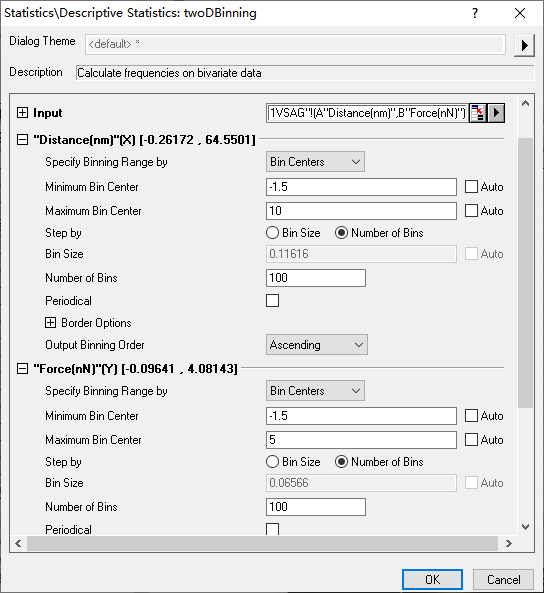 Statistics\Descriptive Statistics: twoDBinning
Dialog Theme <default> *
Description Calculate frequencies on bivariate data
Input 1VSAG"!(A"Distance(nm)",B"Force(nN)")
"Distance(nm)"(X) [-0.26172 , 64.5501]
Specify Binning Range by Bin Centers
Minimum Bin Center -1.5 Auto
Maximum Bin Center 10 Auto
Step by Bin Size Number of Bins
Bin Size 0.11616 Auto
Number of Bins 100
Periodical
Border Options
Output Binning Order Ascending
"Force(nN)"(Y) [-0.09641 , 4.08143]
Specify Binning Range by Bin Centers
Minimum Bin Center -1.5 Auto
Maximum Bin Center 5 Auto
Step by Bin Size Number of Bins
Bin Size 0.06566 Auto
Number of Bins 100
Periodical
OK Cancel